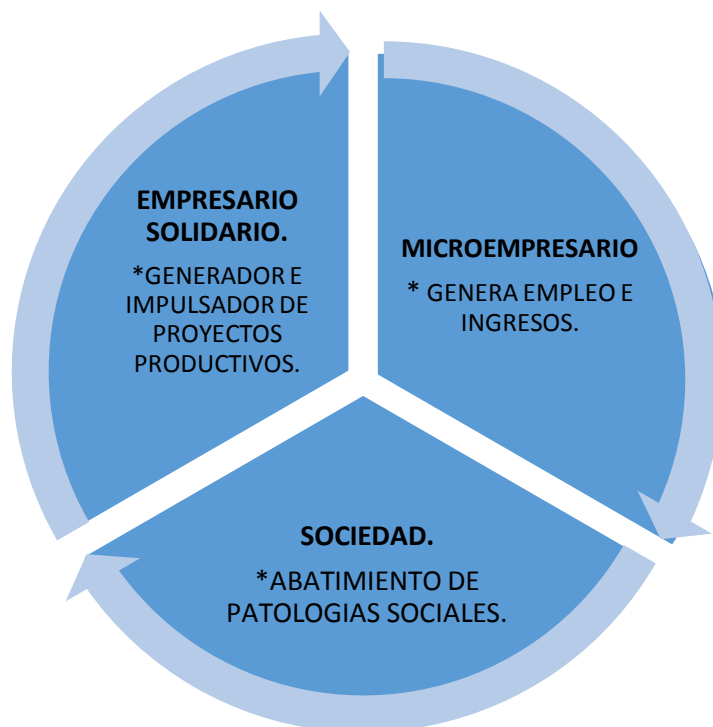 EMPRESARIO
SOLIDARIO.
*GENERADOR E
IMPULSADOR DE
PROYECTOS
PRODUCTIVOS.
MICROEMPRESARIO
* GENERA EMPLEO E
INGRESOS.
SOCIEDAD.
*ABATIMIENTO DE
PATOLOGIAS SOCIALES.